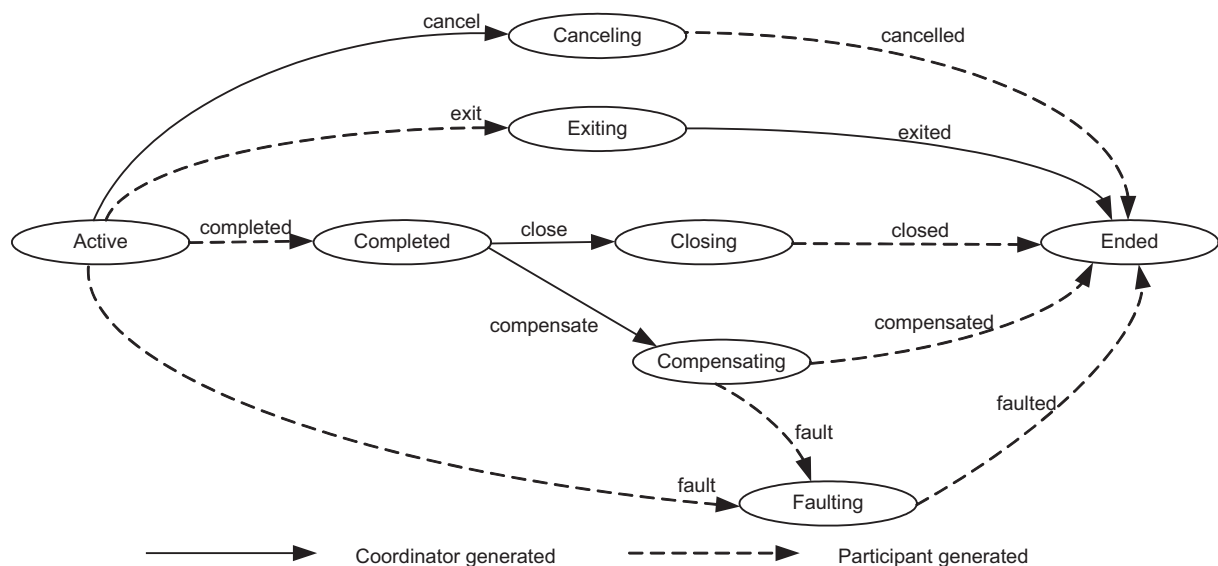 cancel
Canceling
cancelled
exit
Exiting
exited
Active
completed
Completed
close
Closing
closed
Ended
compensate
Compensating
compensated
fault
faulted
fault
Faulting
Coordinator generated
Participant generated